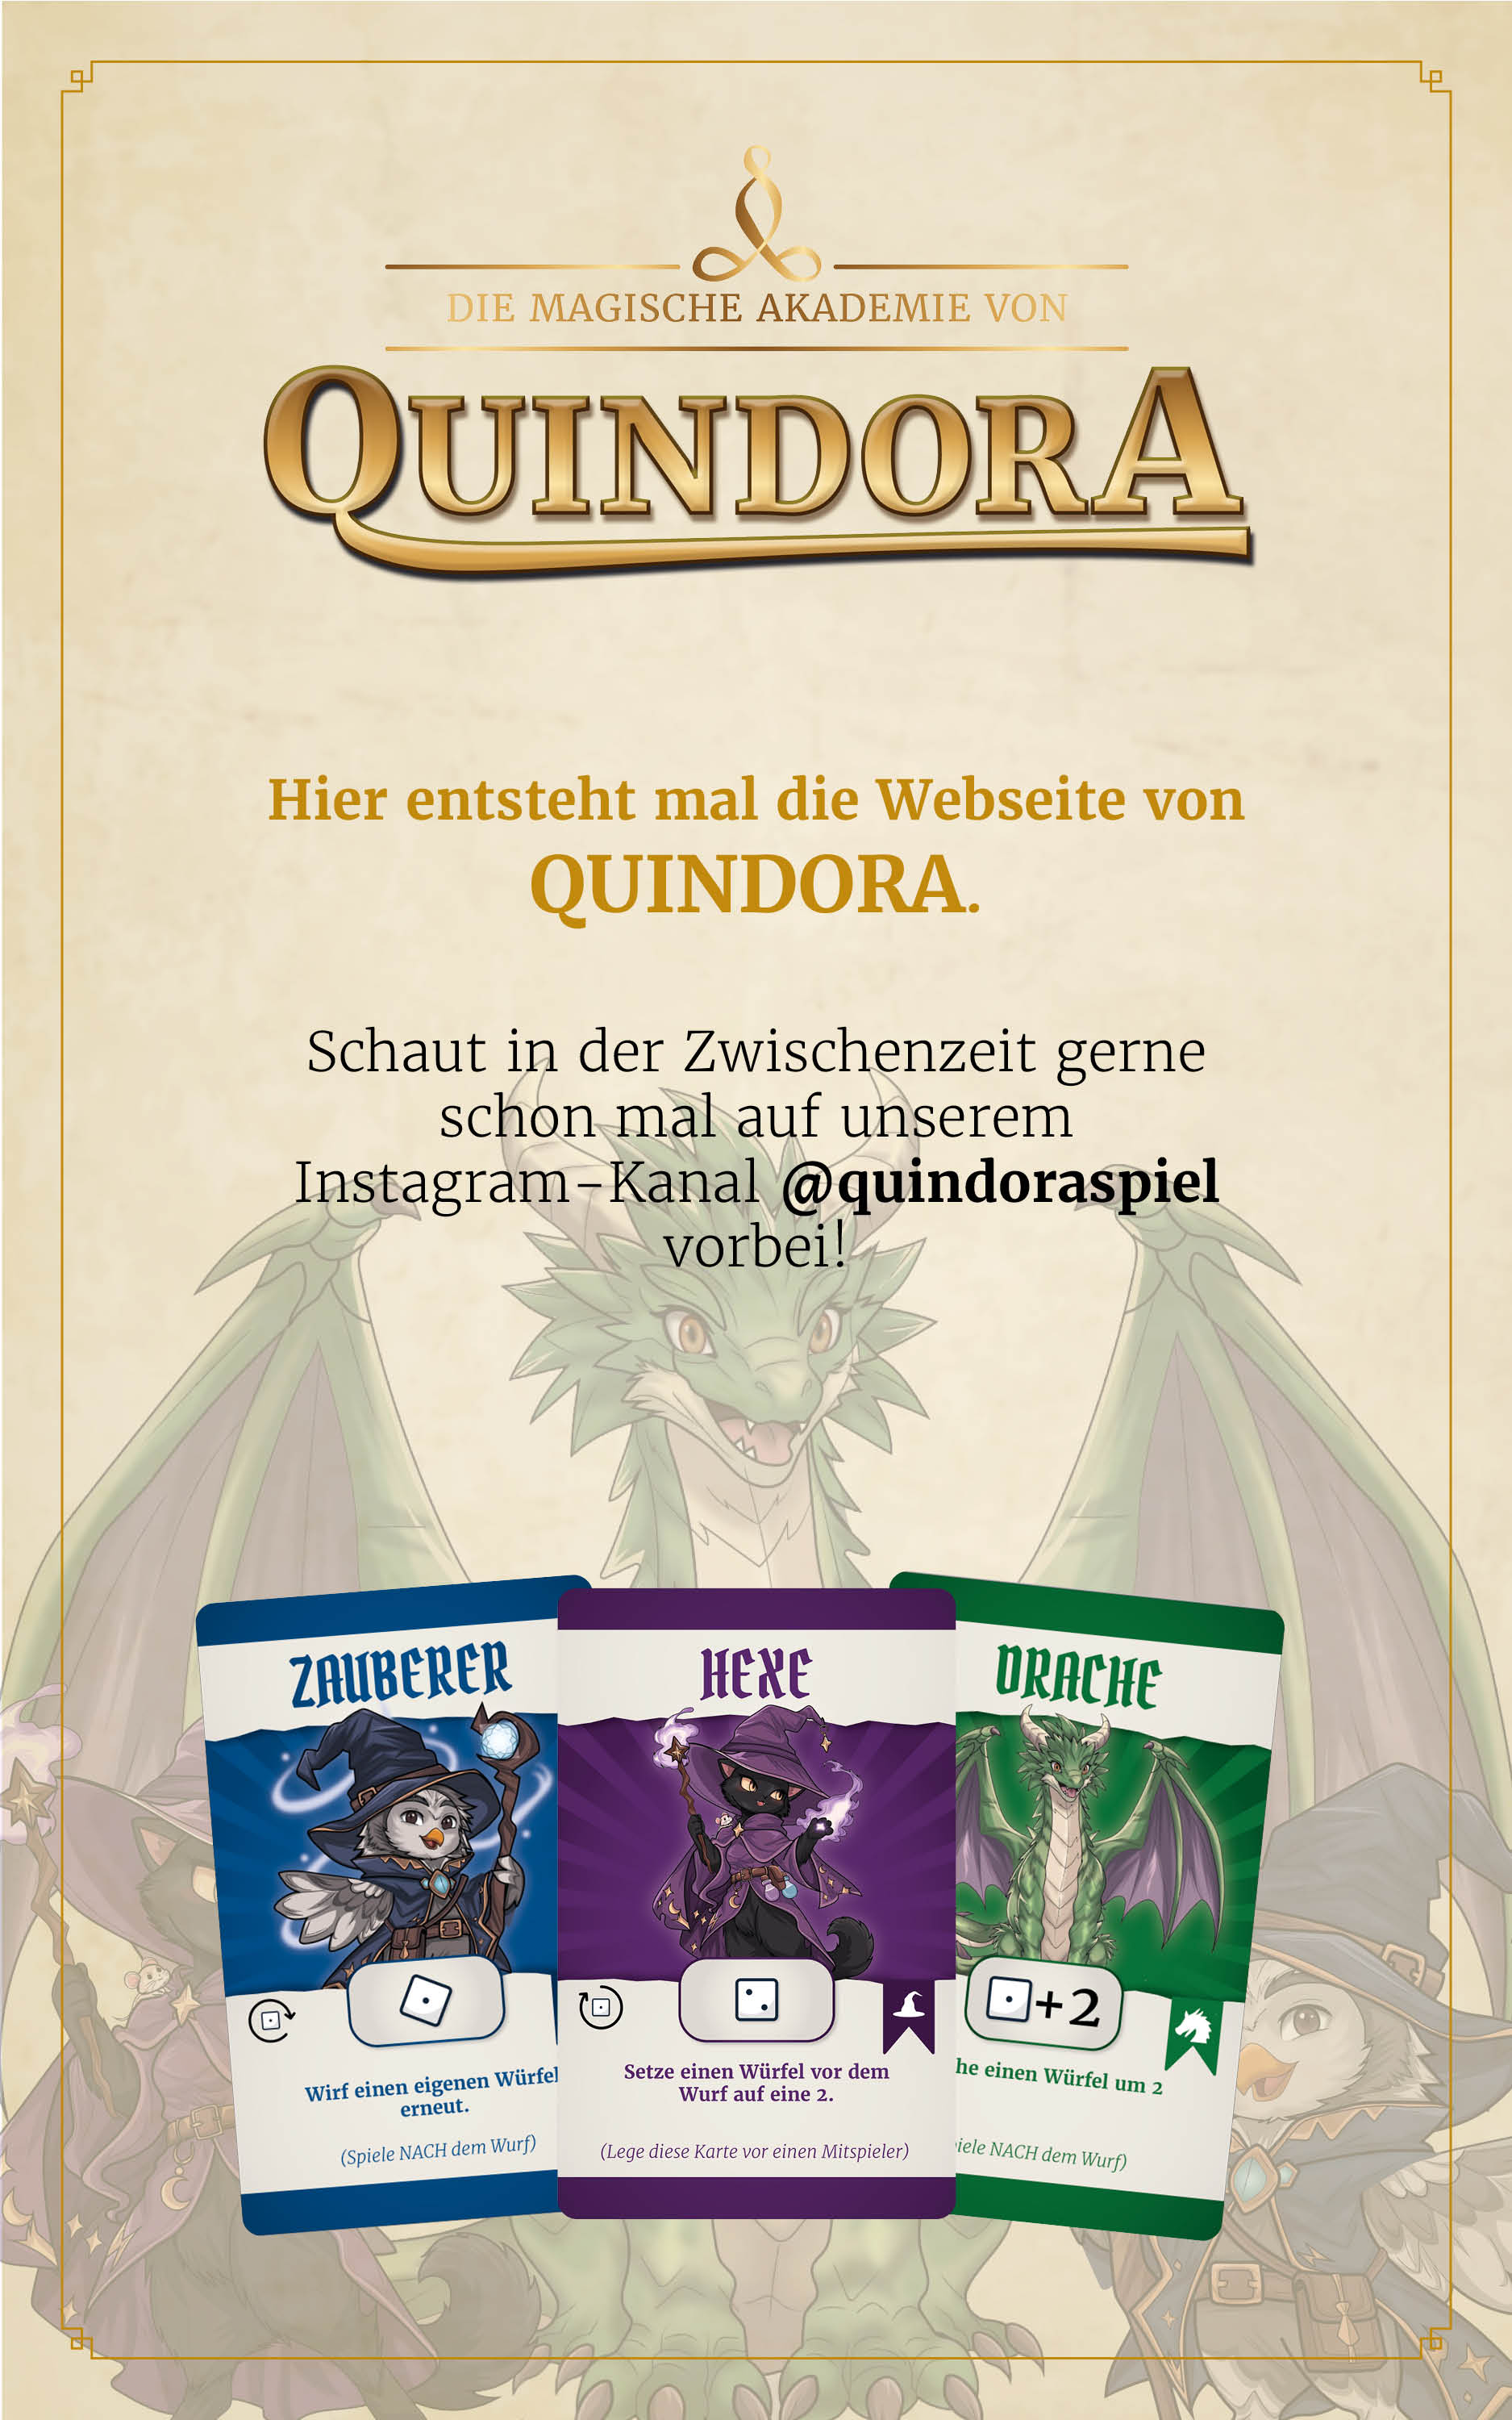 DIE MAGISCHE AKADEMIE VON
QUINDORA
Hier entsteht mal die Webseite von
QUINDORA.
Schaut in der Zwischenzeit gerne
schon mal auf unserem
Instagram-Kanal @quindoraspiel
vorbei!
ZAUBERER
Wirf einen eigenen Würfel
erneut.
(Spiele NACH dem Wurf)
HEXE
Setze einen Würfel vor dem
Wurf auf eine 2.
(Lege diese Karte vor einen Mitspieler)
DRACHE
+2
he einen Würfel um 2
iele NACH dem Wurf)